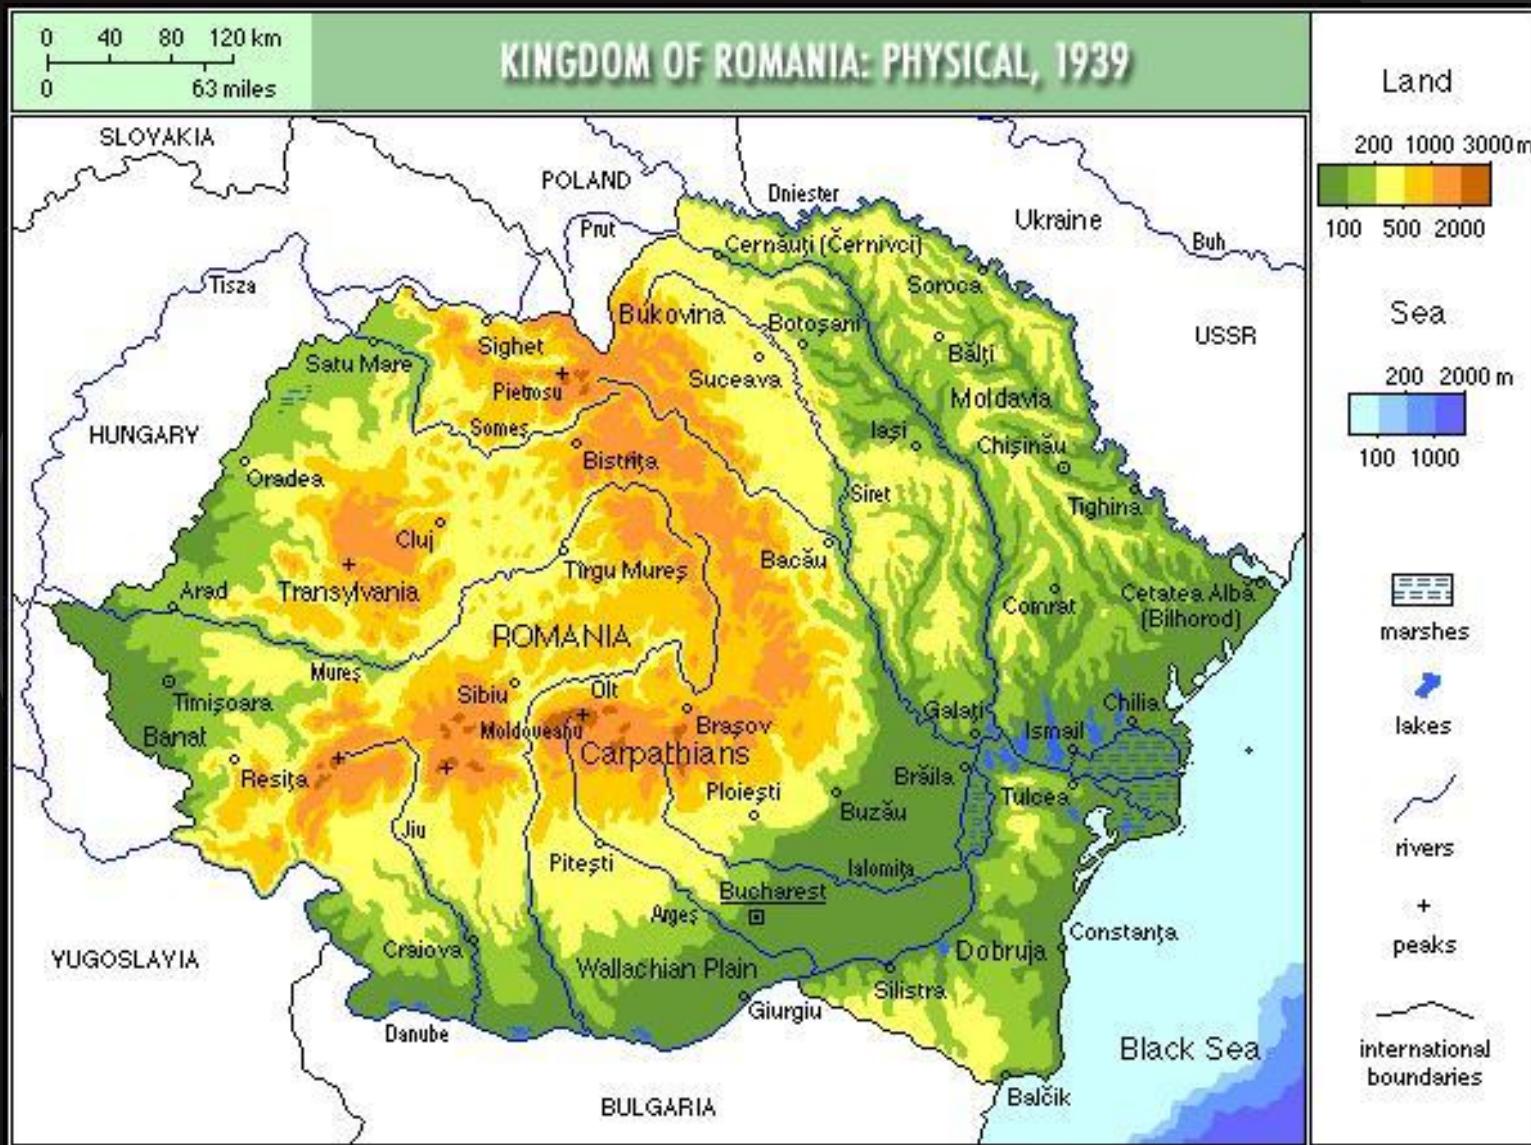 0 40 80 120 km
0 63 miles
KINGDOM OF ROMANIA: PHYSICAL, 1939
SLOVAKIA
POLAND
Dniester
Ukraine
Prut
Buh
Cernăuți (Černivci)
Tisza
Soroca
Bukovina
Botoșani
USSR
Satu Mare
Sighet
Bălți
Pietrosu
Suceava
Moldavia
Someș
Iași
HUNGARY
Chișinău
Bistrița
Oradea
Siret
Tighina
Cluj
Bacău
Tîrgu Mureș
Arad
Transylvania
Comrat
Cetatea Albă
(Bilhorod)
ROMANIA
Mureș
Sibiu
Olt
Timișoara
Chilia
Galați
Brașov
Moldoveanu
Ismail
Banat
Carpathians
Resița
Brăila
Ploiești
Tulcea
Buzău
Jiu
Pitești
Ialomița
Bucharest
Argeș
Constanța
Craiova
Dobruja
YUGOSLAVIA
Wallachian Plain
Silistra
Giurgiu
Danube
Black Sea
Balčik
BULGARIA
Land
200 1000 3000 m
100 500 2000
Sea
200 2000 m
100 1000
marshes
lakes
rivers
peaks
international
boundaries